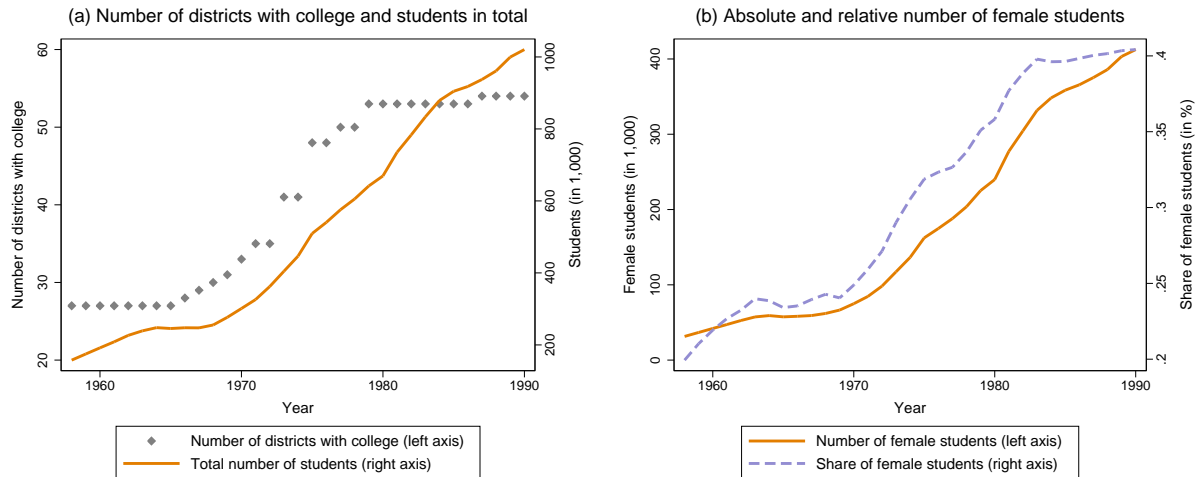 (a) Number of districts with college and students in total
Number of districts with college
60
50
40
30
20
1000
800
600
400
200
Students (in 1,000)
1960
1970
1980
1990
Year
Number of districts with college (left axis)
Total number of students (right axis)
(b) Absolute and relative number of female students
Female students (in 1,000)
400
300
200
100
0
.4
.35
.3
.25
.2
Share of female students (in %)
1960
1970
1980
1990
Year
Number of female students (left axis)
Share of female students (right axis)